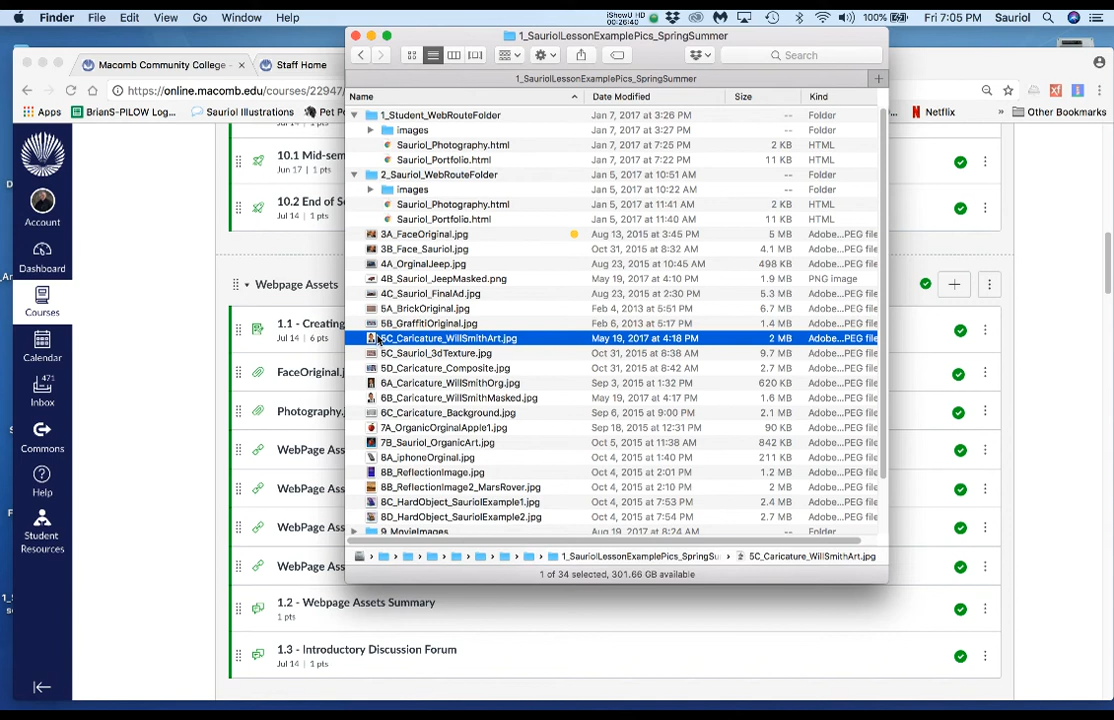 Finder File Edit View Go Window Help iShowU HD 00:26:40 100% Fri 7:05 PM Sauriol
1_SauriolLessonExamplePics_SpringSummer
Search
1_SauriolLessonExamplePics_SpringSummer
Name Date Modified Size Kind
1_Student_WebRouteFolder Jan 7, 2017 at 3:26 PM -- Folder
images Jan 7, 2017 at 3:27 PM -- Folder
Sauriol_Photography.html Jan 7, 2017 at 7:25 PM 2 KB HTML
Sauriol_Portfolio.html Jan 7, 2017 at 7:22 PM 11 KB HTML
2_Sauriol_WebRouteFolder Jan 5, 2017 at 10:51 AM -- Folder
images Jan 5, 2017 at 10:22 AM -- Folder
Sauriol_Photography.html Jan 5, 2017 at 11:41 AM 2 KB HTML
Sauriol_Portfolio.html Jan 5, 2017 at 11:40 AM 11 KB HTML
3A_FaceOriginal.jpg Aug 13, 2015 at 3:45 PM 5 MB Adobe...PEG file
3B_Face_Sauriol.jpg Oct 31, 2015 at 8:32 AM 4.1 MB Adobe...PEG file
4A_OrginalJeep.jpg Aug 23, 2015 at 10:45 AM 498 KB Adobe...PEG file
4B_Sauriol_JeepMasked.png May 19, 2017 at 4:10 PM 1.9 MB PNG image
4C_Sauriol_FinalAd.jpg Aug 23, 2015 at 2:30 PM 5.3 MB Adobe...PEG file
5A_BrickOriginal.jpg Feb 4, 2013 at 5:51 PM 6.7 MB Adobe...PEG file
5B_GraffitiOriginal.jpg Feb 6, 2013 at 5:17 PM 1.4 MB Adobe...PEG file
5C_Caricature_WillSmithArt.jpg May 19, 2017 at 4:18 PM 2 MB Adobe...PEG file
5C_Sauriol_3dTexture.jpg Oct 31, 2015 at 8:38 AM 9.7 MB Adobe...PEG file
5D_Caricature_Composite.jpg Oct 31, 2015 at 8:42 AM 2.7 MB Adobe...PEG file
6A_Caricature_WillSmithOrg.jpg Sep 3, 2015 at 1:32 PM 620 KB Adobe...PEG file
6B_Caricature_WillSmithMasked.jpg May 19, 2017 at 4:17 PM 1.6 MB Adobe...PEG file
6C_Caricature_Background.jpg Sep 6, 2015 at 9:00 PM 2.1 MB Adobe...PEG file
7A_OrganicOrginalApple1.jpg Sep 18, 2015 at 12:31 PM 90 KB Adobe...PEG file
7B_Sauriol_OrganicArt.jpg Oct 5, 2015 at 11:38 AM 842 KB Adobe...PEG file
8A_iphoneOrginal.jpg Oct 4, 2015 at 1:40 PM 211 KB Adobe...PEG file
8B_ReflectionImage.jpg Oct 4, 2015 at 2:01 PM 1.2 MB Adobe...PEG file
8B_ReflectionImage2_MarsRover.jpg Oct 4, 2015 at 2:10 PM 2 MB Adobe...PEG file
8C_HardObject_SauriolExample1.jpg Oct 4, 2015 at 7:53 PM 2.4 MB Adobe...PEG file
8D_HardObject_SauriolExample2.jpg Oct 4, 2015 at 7:54 PM 2.7 MB Adobe...PEG file
9_MovieImages Aug 19, 2017 at 8:24 AM -- Folder
1_SauriolLessonExamplePics_SpringSu 5C_Caricature_WillSmithArt.jpg
1 of 34 selected, 301.66 GB available
Macomb Community College - Staff Home
https://online.macomb.edu/courses/22947/
Apps BrianS-PILOW Log... Sauriol Illustrations Pet Po Netflix Other Bookmarks
Account
Dashboard
Courses
Calendar
471
Inbox
Commons
Help
Student
Resources
10.1 Mid-sem
Jun 17 | 1 pts
10.2 End of S
Jul 14 | 1 pts
Webpage Assets
1.1 - Creating
Jul 14 | 6 pts
FaceOriginal.j
Photography.
WebPage Ass
WebPage Ass
WebPage Ass
WebPage Ass
1.2 - Webpage Assets Summary
1 pts
1.3 - Introductory Discussion Forum
Jul 14 | 1 pts